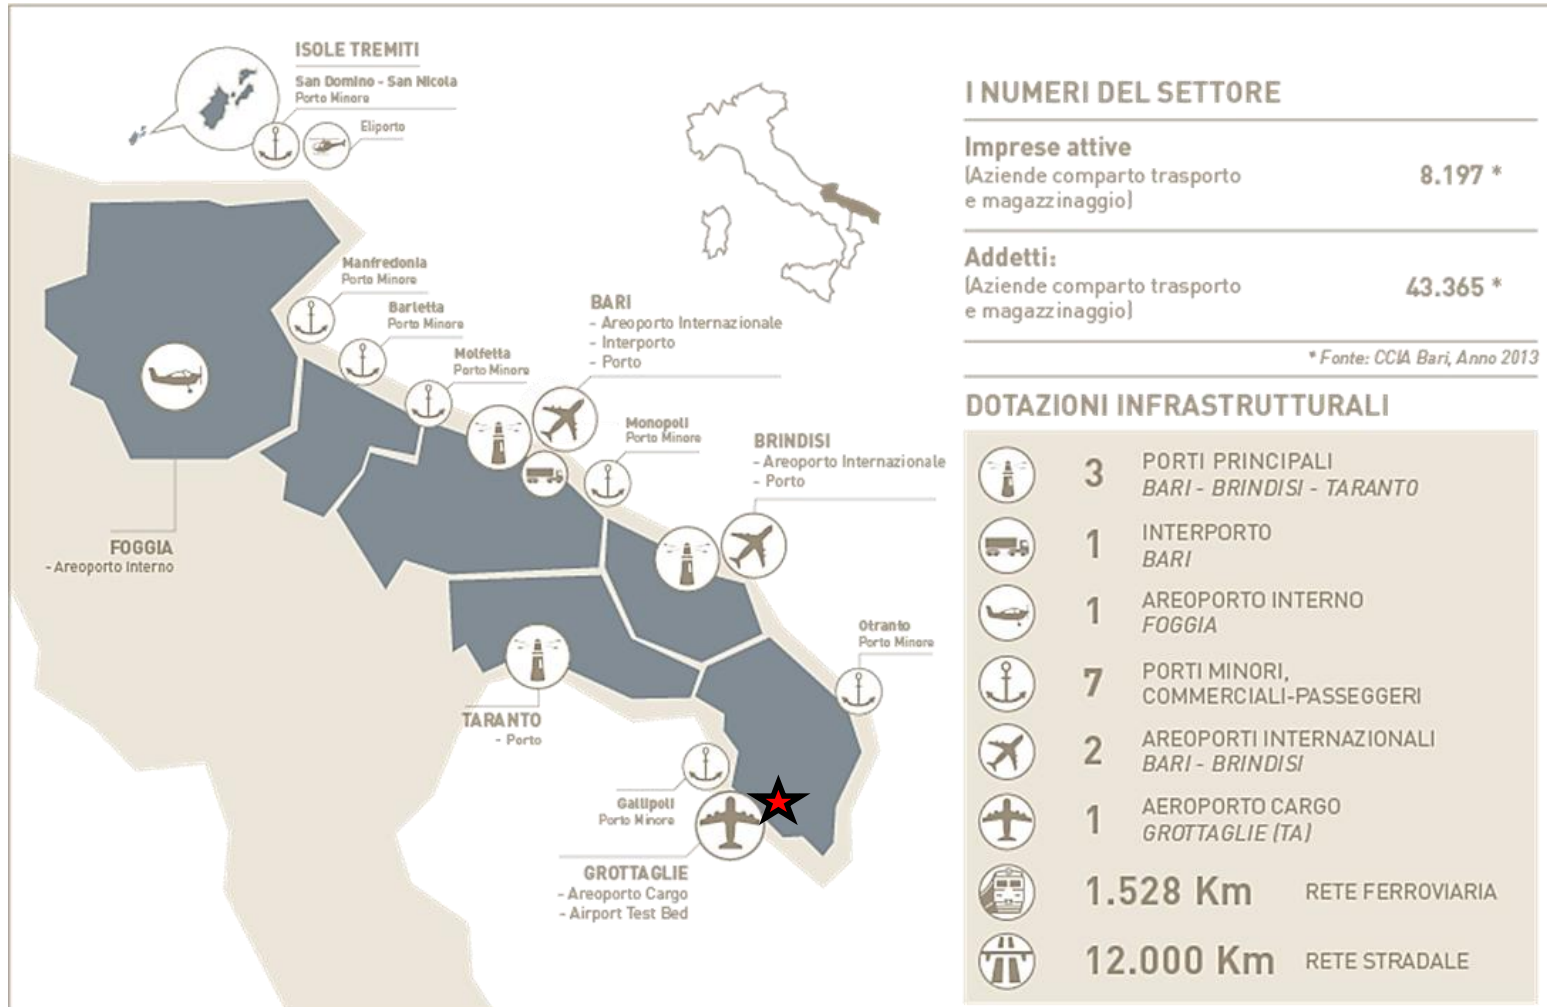 ISOLE TREMITI
San Domino - San Nicola
Porto Minore
Eliporto
Manfredonia
Porto Minore
Barletta
Porto Minore
Molfetta
Porto Minore
BARI
- Areoporto Internazionale
- Interporto
- Porto
Monopoli
Porto Minore
BRINDISI
- Areoporto Internazionale
- Porto
FOGGIA
- Areoporto Interno
Otranto
Porto Minore
TARANTO
- Porto
Gallipoli
Porto Minore
GROTTAGLIE
- Areoporto Cargo
- Airport Test Bed
I NUMERI DEL SETTORE
Imprese attive
(Aziende comparto trasporto
e magazzinaggio)
8.197 *
Addetti:
(Aziende comparto trasporto
e magazzinaggio)
43.365 *
* Fonte: CCIA Bari, Anno 2013
DOTAZIONI INFRASTRUTTURALI
3 PORTI PRINCIPALI
BARI - BRINDISI - TARANTO
1 INTERPORTO
BARI
1 AREOPORTO INTERNO
FOGGIA
7 PORTI MINORI,
COMMERCIALI-PASSEGGERI
2 AREOPORTI INTERNAZIONALI
BARI - BRINDISI
1 AEROPORTO CARGO
GROTTAGLIE (TA)
1.528 Km RETE FERROVIARIA
12.000 Km RETE STRADALE